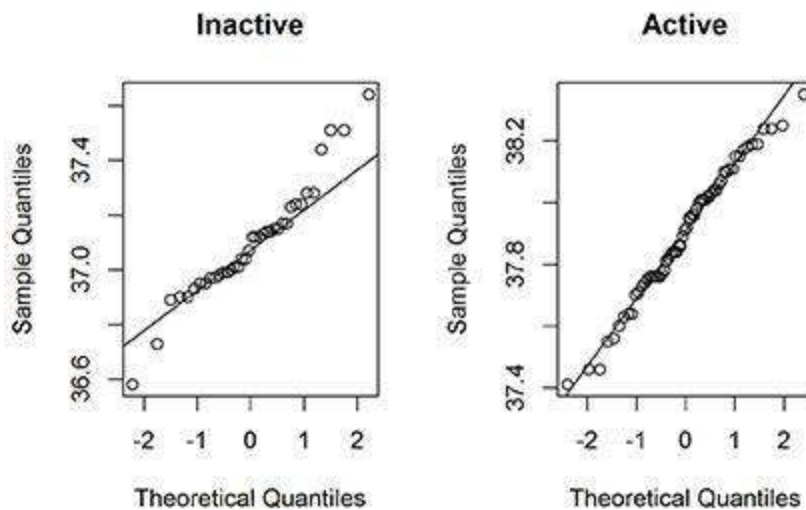 Inactive
Active
Sample Quantiles
37.4
37.0
36.6
-2 -1 0 1 2
Theoretical Quantiles
Sample Quantiles
38.2
37.8
37.4
-2 -1 0 1 2
Theoretical Quantiles